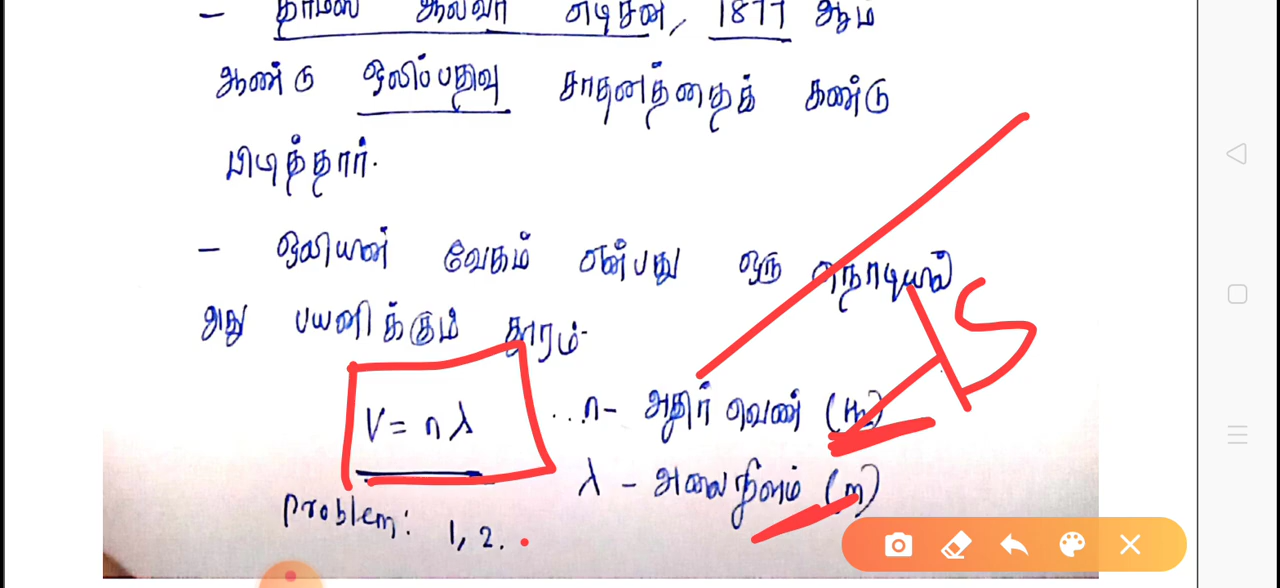 - தாமஸ் ஆல்வா எடிசன், 1877 ஆம்
ஆண்டு ஒலிப்பதிவு சாதனத்தைக் கண்டு
பிடித்தார்.
- ஒலியின் வேகம் என்பது ஒரு நொடியில்
அது பயணிக்கும் தூரம்.
V = nλ ... n - அதிர்வெண் (Hz)
λ - அலைநீளம் (m)
problem: 1, 2.